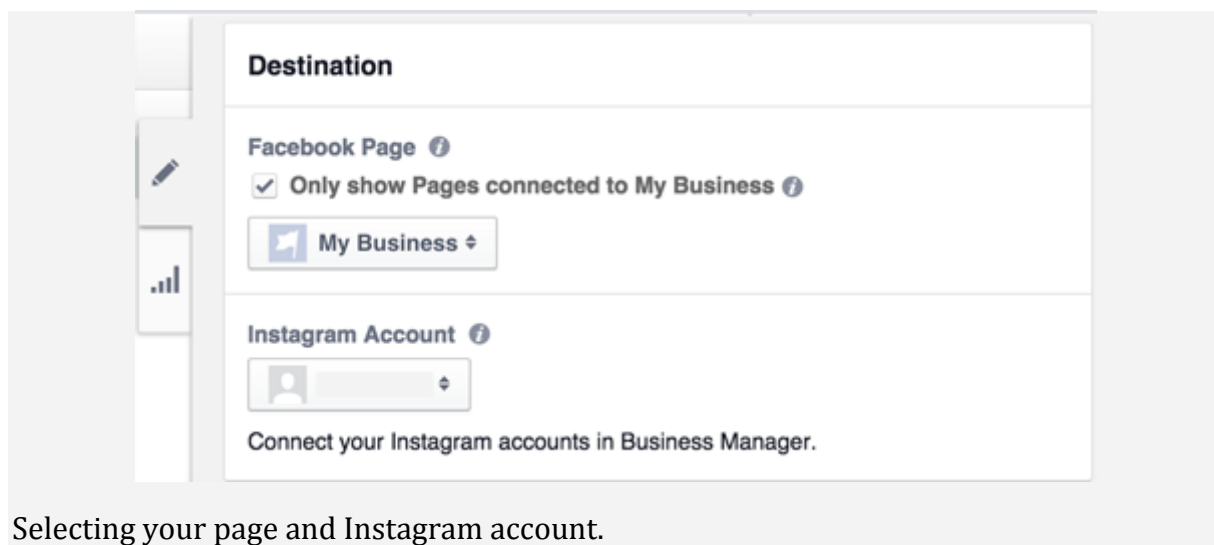 Destination
Facebook Page
Only show Pages connected to My Business
My Business
Instagram Account
Connect your Instagram accounts in Business Manager.
Selecting your page and Instagram account.